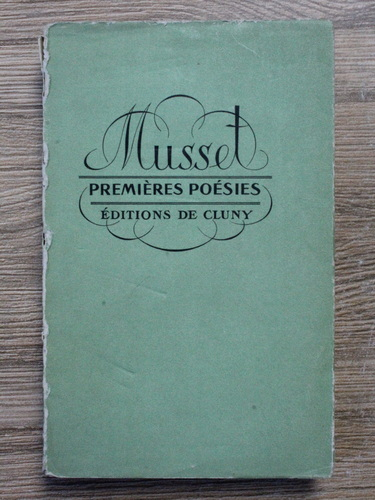 Musset
PREMIÈRES POÉSIES
ÉDITIONS DE CLUNY